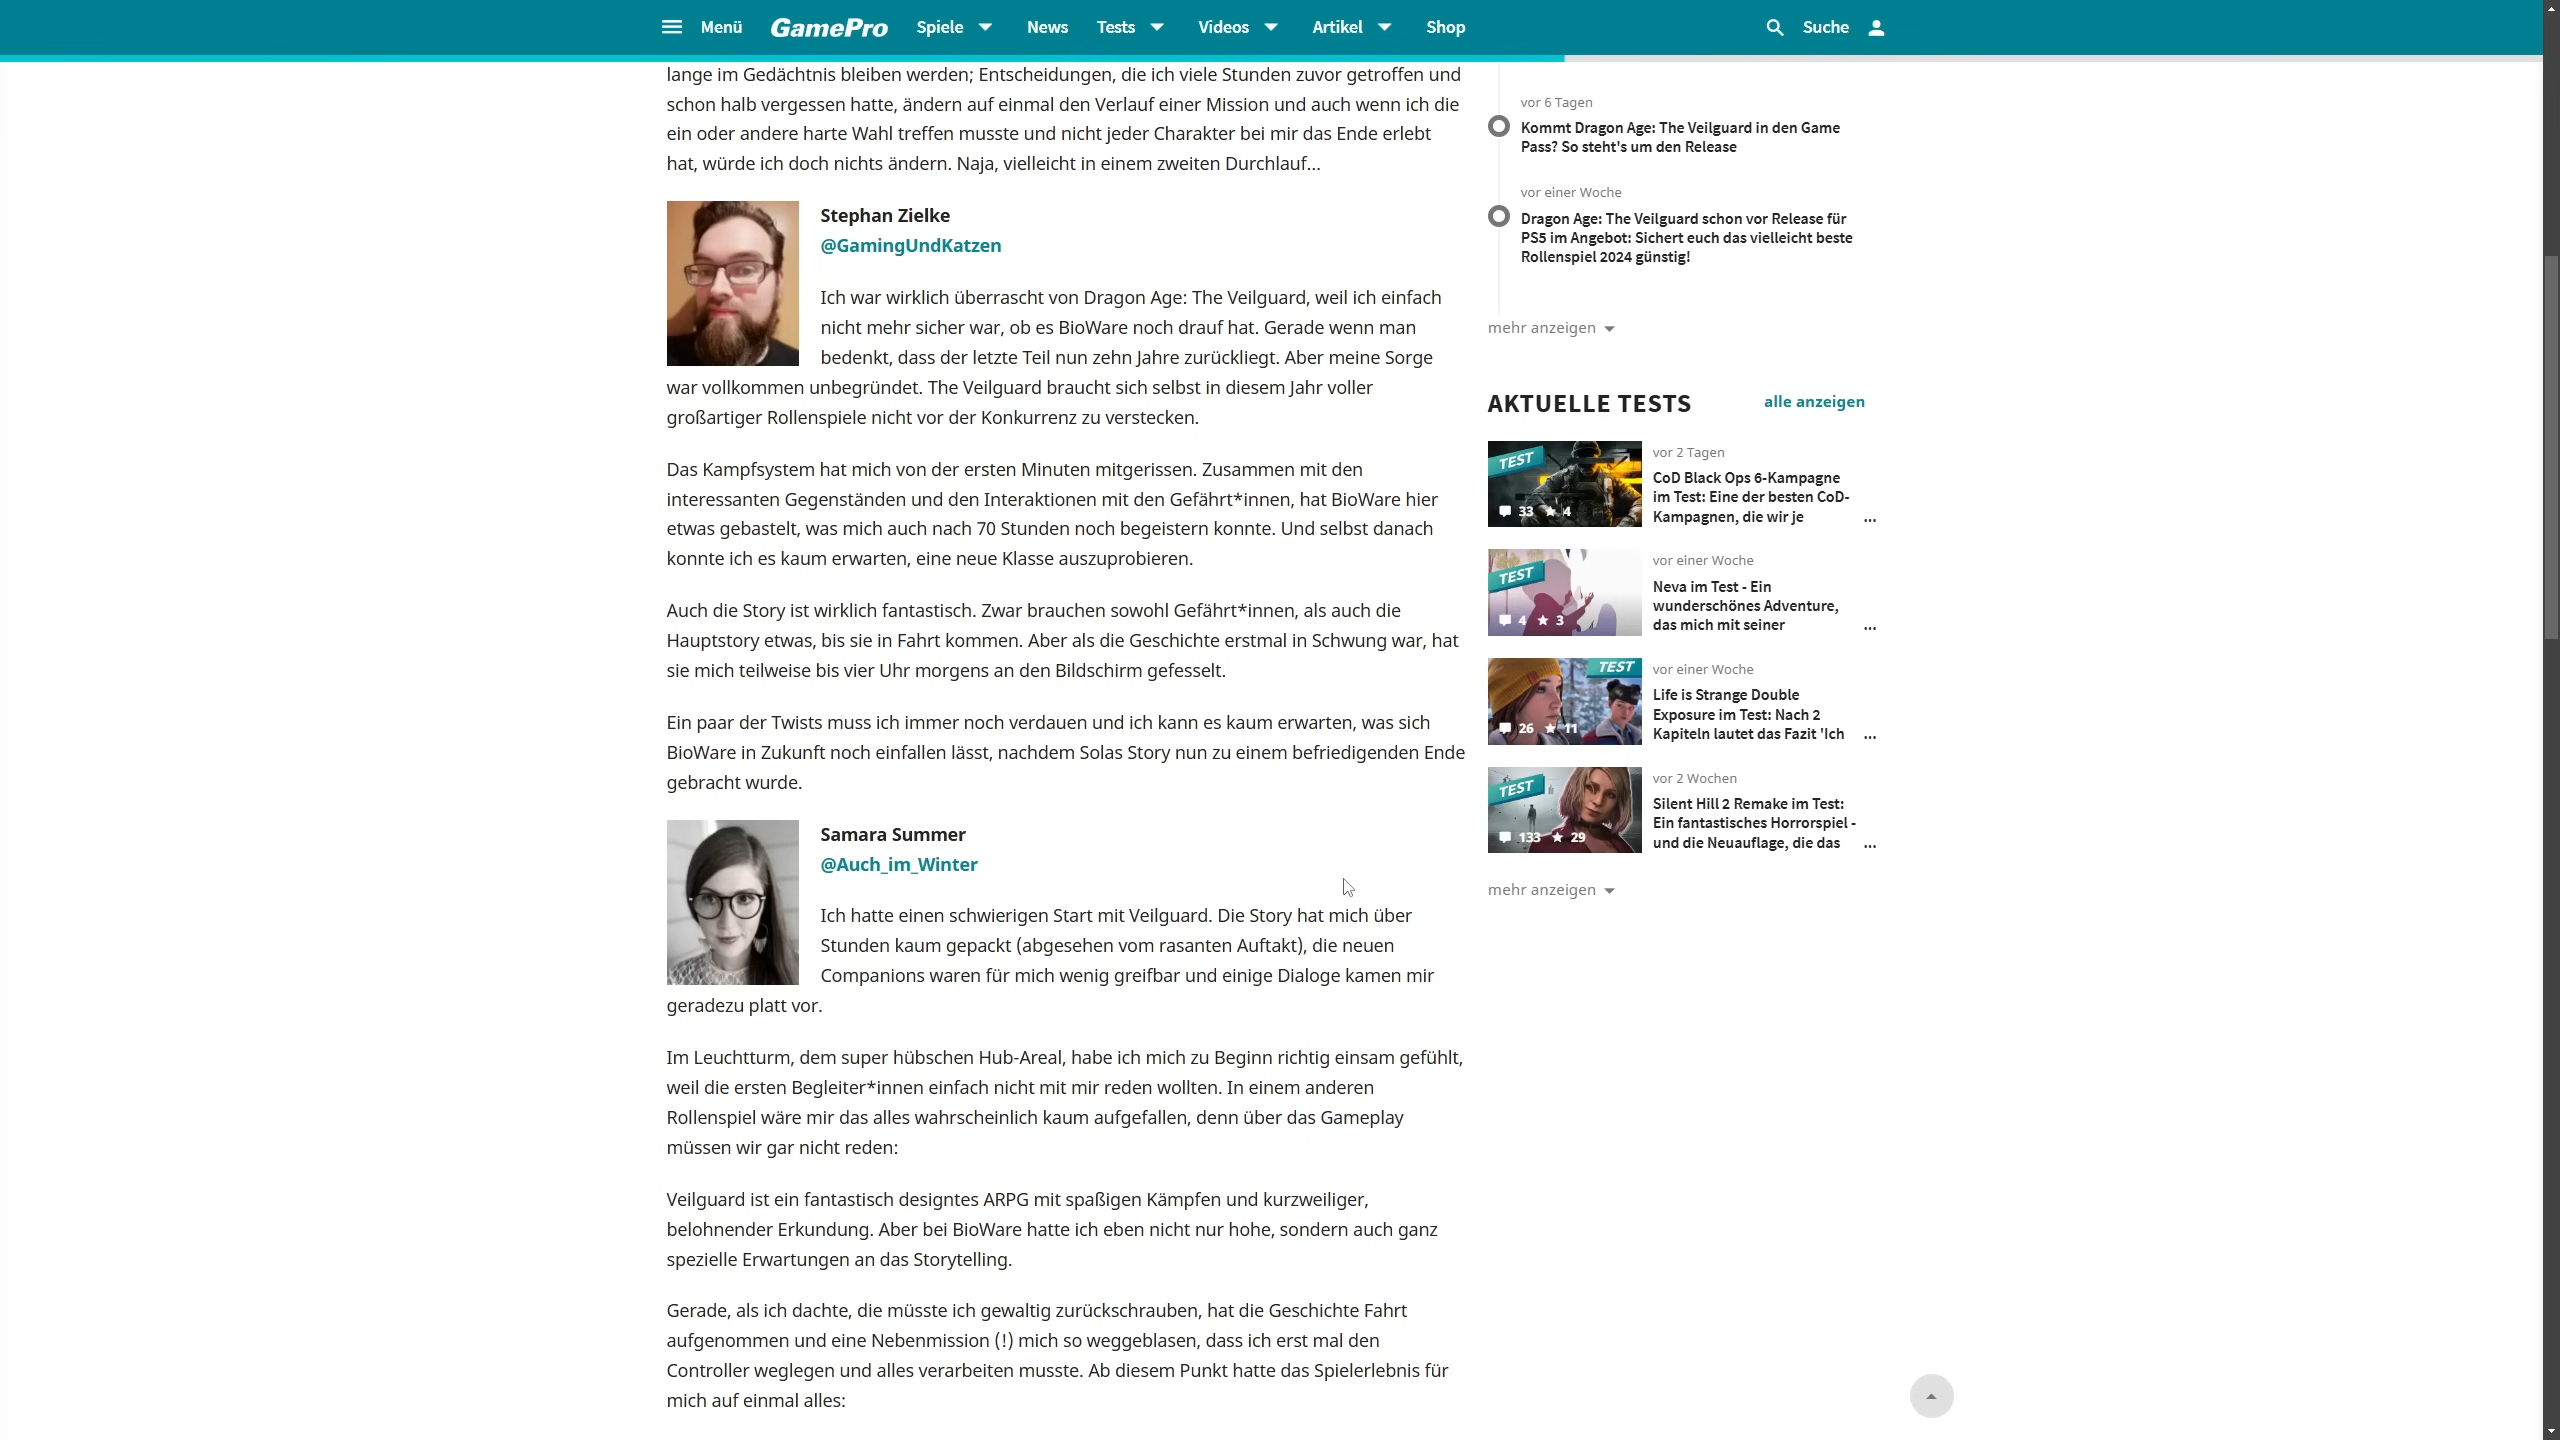 Menü GamePro Spiele News Tests Videos Artikel Shop Suche
lange im Gedächtnis bleiben werden; Entscheidungen, die ich viele Stunden zuvor getroffen und
schon halb vergessen hatte, ändern auf einmal den Verlauf einer Mission und auch wenn ich die
ein oder andere harte Wahl treffen musste und nicht jeder Charakter bei mir das Ende erlebt
hat, würde ich doch nichts ändern. Naja, vielleicht in einem zweiten Durchlauf...
Stephan Zielke
@GamingUndKatzen
Ich war wirklich überrascht von Dragon Age: The Veilguard, weil ich einfach
nicht mehr sicher war, ob es BioWare noch drauf hat. Gerade wenn man
bedenkt, dass der letzte Teil nun zehn Jahre zurückliegt. Aber meine Sorge
war vollkommen unbegründet. The Veilguard braucht sich selbst in diesem Jahr voller
großartiger Rollenspiele nicht vor der Konkurrenz zu verstecken.
Das Kampfsystem hat mich von der ersten Minuten mitgerissen. Zusammen mit den
interessanten Gegenständen und den Interaktionen mit den Gefährt*innen, hat BioWare hier
etwas gebastelt, was mich auch nach 70 Stunden noch begeistern konnte. Und selbst danach
konnte ich es kaum erwarten, eine neue Klasse auszuprobieren.
Auch die Story ist wirklich fantastisch. Zwar brauchen sowohl Gefährt*innen, als auch die
Hauptstory etwas, bis sie in Fahrt kommen. Aber als die Geschichte erstmal in Schwung war, hat
sie mich teilweise bis vier Uhr morgens an den Bildschirm gefesselt.
Ein paar der Twists muss ich immer noch verdauen und ich kann es kaum erwarten, was sich
BioWare in Zukunft noch einfallen lässt, nachdem Solas Story nun zu einem befriedigenden Ende
gebracht wurde.
Samara Summer
@Auch_im_Winter
Ich hatte einen schwierigen Start mit Veilguard. Die Story hat mich über
Stunden kaum gepackt (abgesehen vom rasanten Auftakt), die neuen
Companions waren für mich wenig greifbar und einige Dialoge kamen mir
geradezu platt vor.
Im Leuchtturm, dem super hübschen Hub-Areal, habe ich mich zu Beginn richtig einsam gefühlt,
weil die ersten Begleiter*innen einfach nicht mit mir reden wollten. In einem anderen
Rollenspiel wäre mir das alles wahrscheinlich kaum aufgefallen, denn über das Gameplay
müssen wir gar nicht reden:
Veilguard ist ein fantastisch designtes ARPG mit spaßigen Kämpfen und kurzweiliger,
belohnender Erkundung. Aber bei BioWare hatte ich eben nicht nur hohe, sondern auch ganz
spezielle Erwartungen an das Storytelling.
Gerade, als ich dachte, die müsste ich gewaltig zurückschrauben, hat die Geschichte Fahrt
aufgenommen und eine Nebenmission (!) mich so weggeblasen, dass ich erst mal den
Controller weglegen und alles verarbeiten musste. Ab diesem Punkt hatte das Spielerlebnis für
mich auf einmal alles:
vor 6 Tagen
Kommt Dragon Age: The Veilguard in den Game
Pass? So steht's um den Release
vor einer Woche
Dragon Age: The Veilguard schon vor Release für
PS5 im Angebot: Sichert euch das vielleicht beste
Rollenspiel 2024 günstig!
mehr anzeigen
AKTUELLE TESTS alle anzeigen
TEST
33 4
vor 2 Tagen
CoD Black Ops 6-Kampagne
im Test: Eine der besten CoD-
Kampagnen, die wir je ...
TEST
4 3
vor einer Woche
Neva im Test - Ein
wunderschönes Adventure,
das mich mit seiner ...
TEST
26 11
vor einer Woche
Life is Strange Double
Exposure im Test: Nach 2
Kapiteln lautet das Fazit 'Ich ...
TEST
133 29
vor 2 Wochen
Silent Hill 2 Remake im Test:
Ein fantastisches Horrorspiel -
und die Neuauflage, die das ...
mehr anzeigen